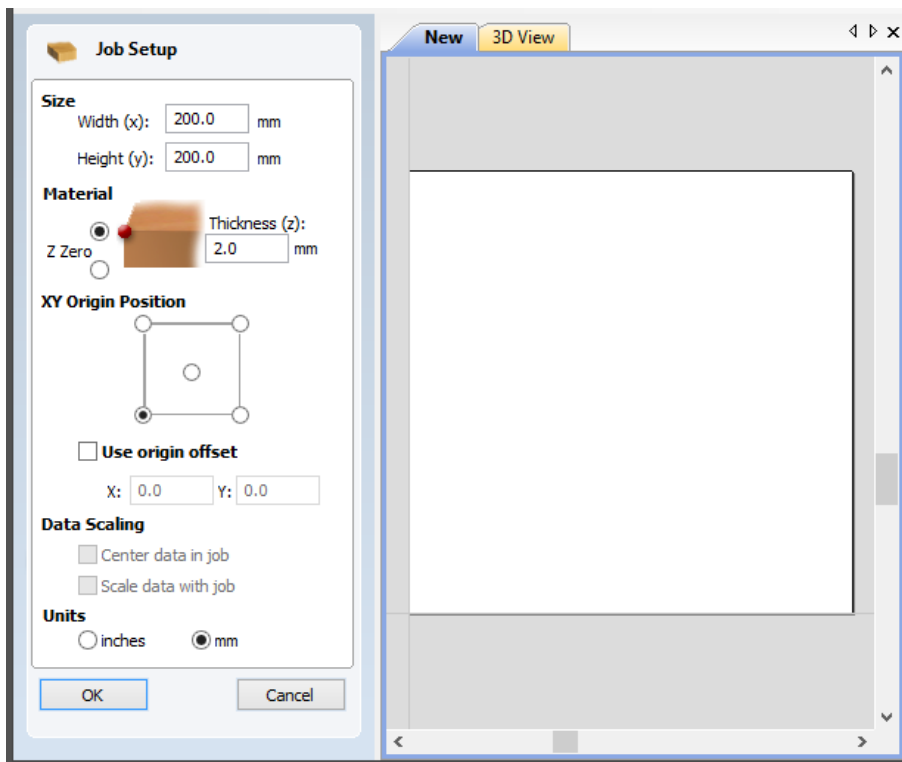 Job Setup
New
3D View
Size
Width (x): 200.0 mm
Height (y): 200.0 mm
Material
Thickness (z):
Z Zero
2.0 mm
XY Origin Position
Use origin offset
X: 0.0 Y: 0.0
Data Scaling
Center data in job
Scale data with job
Units
inches mm
OK Cancel